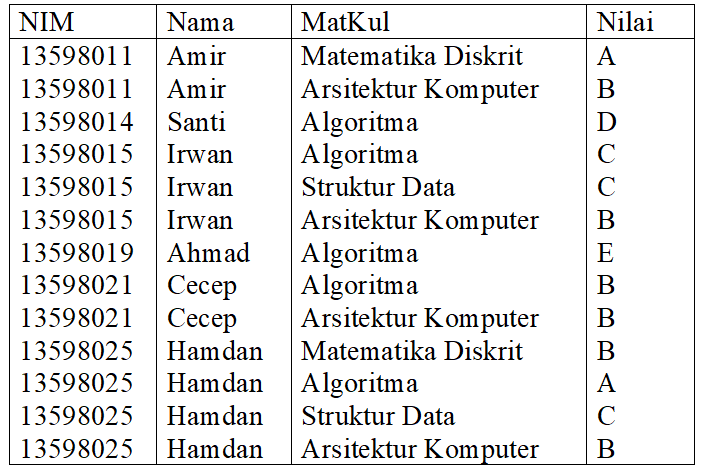 NIM Nama MatKul Nilai
13598011 Amir Matematika Diskrit A
13598011 Amir Arsitektur Komputer B
13598014 Santi Algoritma D
13598015 Irwan Algoritma C
13598015 Irwan Struktur Data C
13598015 Irwan Arsitektur Komputer B
13598019 Ahmad Algoritma E
13598021 Cecep Algoritma B
13598021 Cecep Arsitektur Komputer B
13598025 Hamdan Matematika Diskrit B
13598025 Hamdan Algoritma A
13598025 Hamdan Struktur Data C
13598025 Hamdan Arsitektur Komputer B